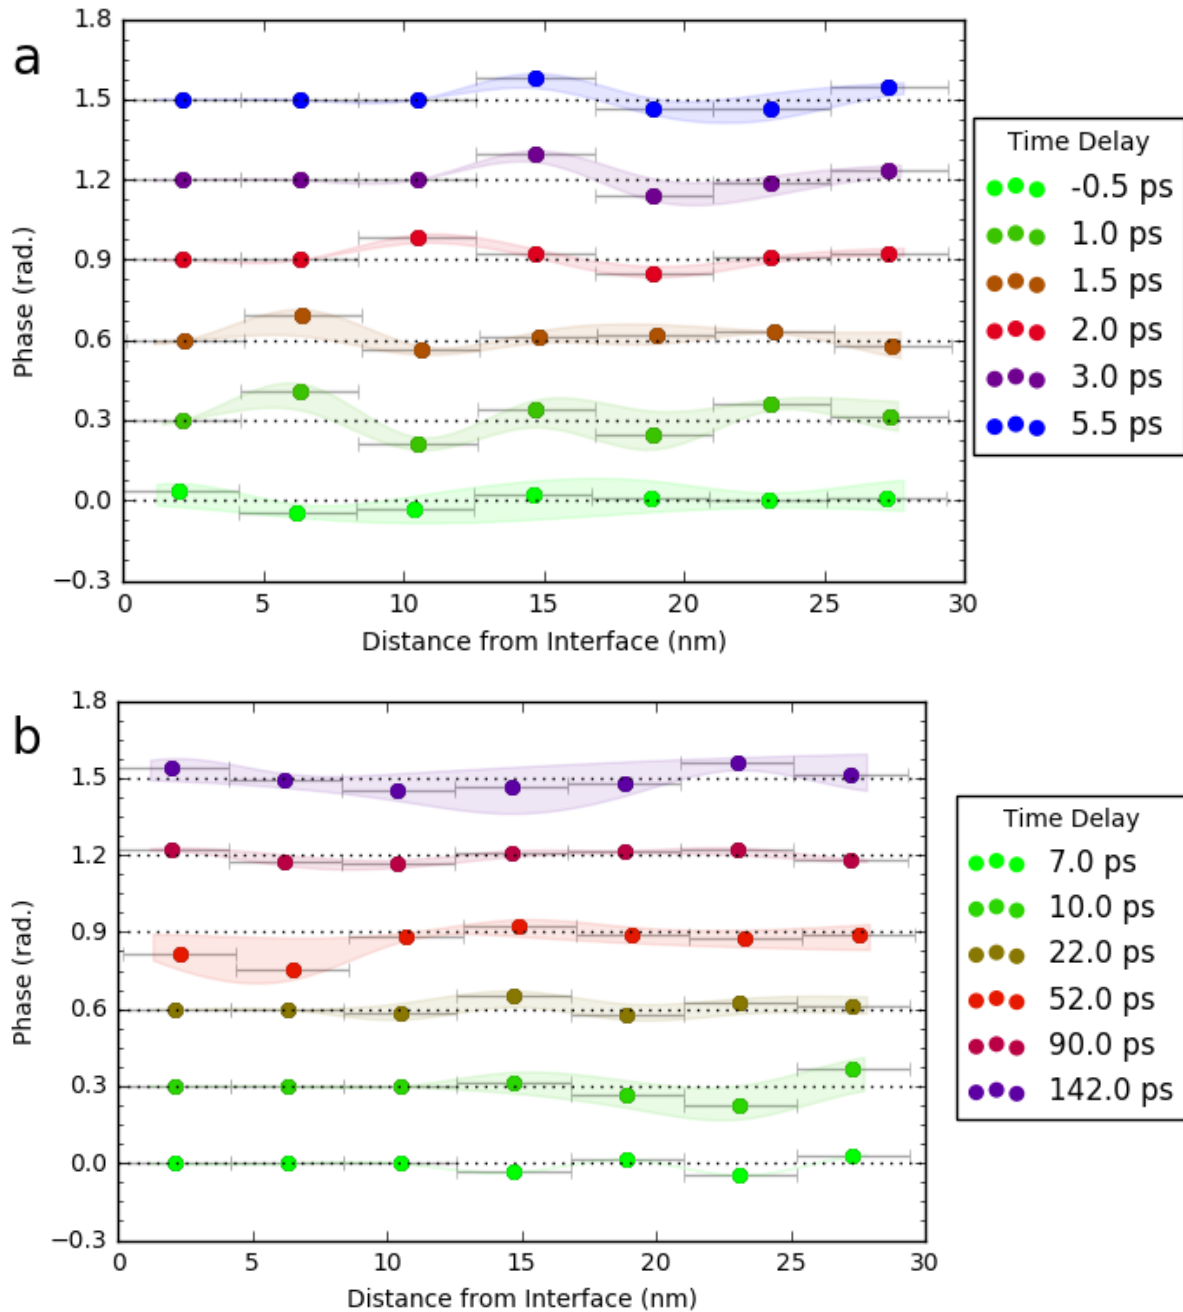 a
1.8
1.5
1.2
0.9
0.6
0.3
0.0
−0.3
Phase (rad.)
0 5 10 15 20 25 30
Distance from Interface (nm)
Time Delay
-0.5 ps
1.0 ps
1.5 ps
2.0 ps
3.0 ps
5.5 ps
b
1.8
1.5
1.2
0.9
0.6
0.3
0.0
−0.3
Phase (rad.)
0 5 10 15 20 25 30
Distance from Interface (nm)
Time Delay
7.0 ps
10.0 ps
22.0 ps
52.0 ps
90.0 ps
142.0 ps